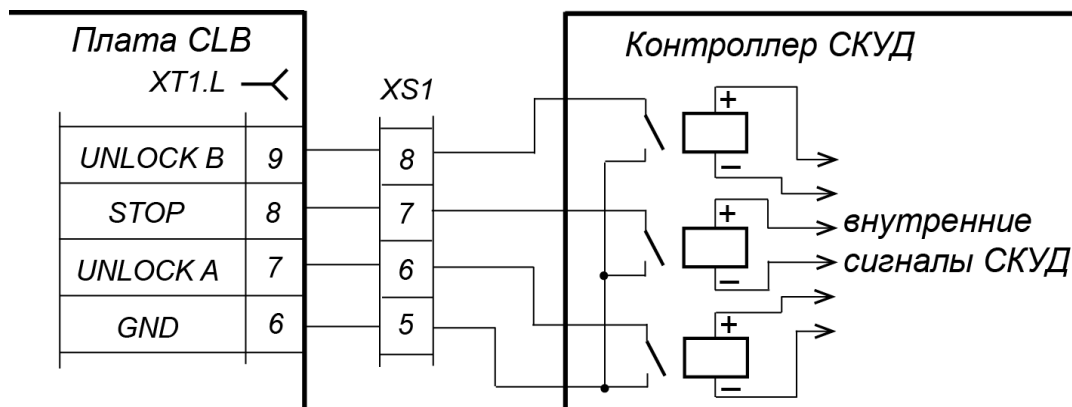 Плата CLB
Контроллер СКУД
XT1.L
XS1
UNLOCK B 9 8
STOP 8 7
UNLOCK A 7 6
GND 6 5
+
−
+
−
+
−
внутренние
сигналы СКУД